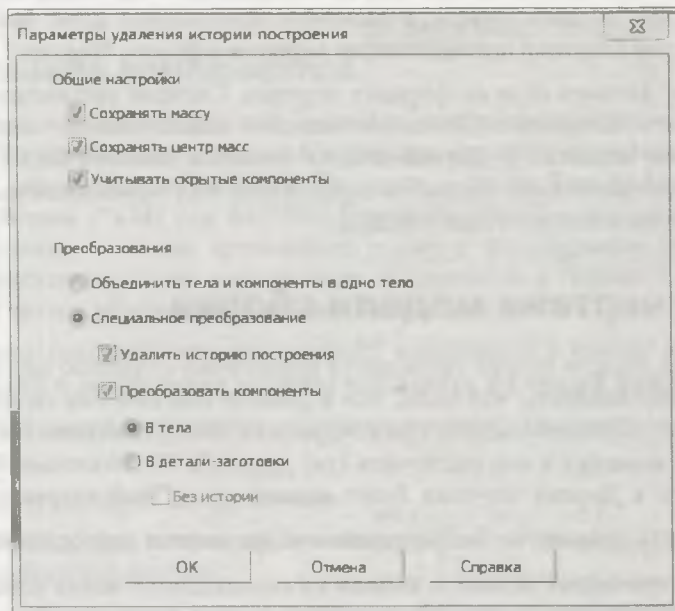 Параметры удаления истории построения
Общие настройки
Сохранять массу
Сохранять центр масс
Учитывать скрытые компоненты
Преобразования
Объединить тела и компоненты в одно тело
Специальное преобразование
Удалить историю построения
Преобразовать компоненты
В тела
В детали-заготовки
Без истории
ОК Отмена Справка